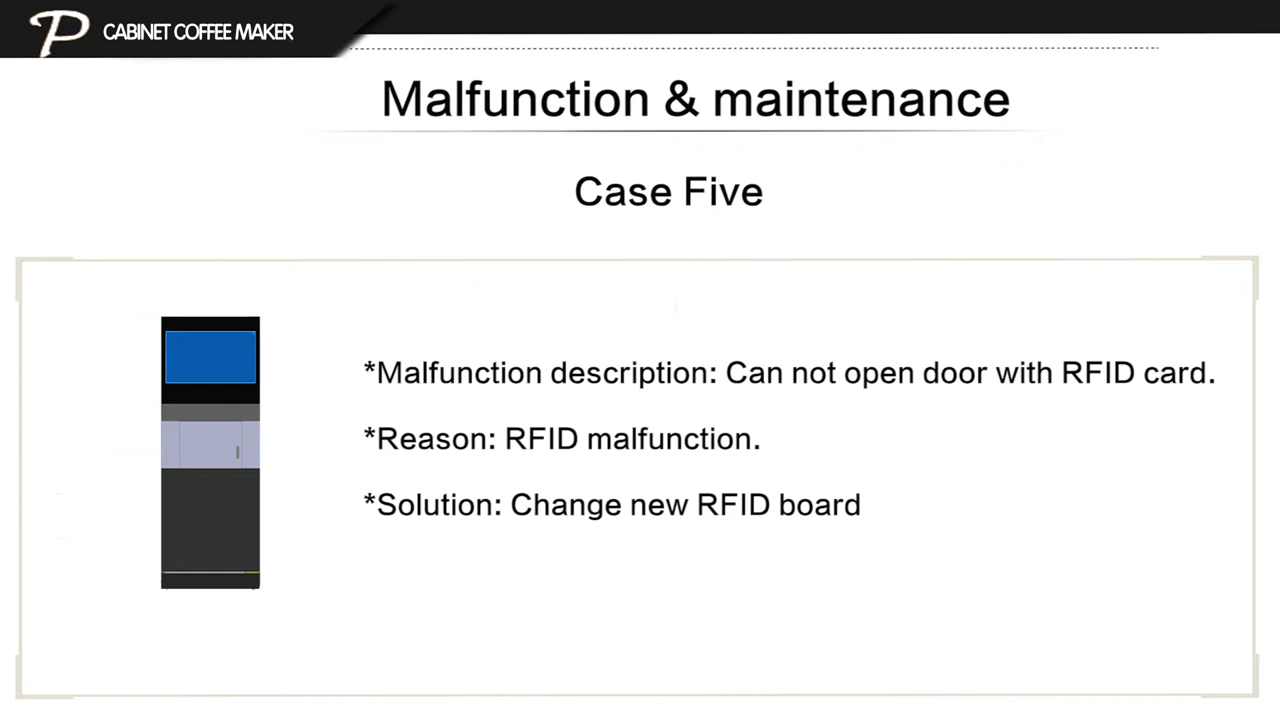 P CABINET COFFEE MAKER
Malfunction & maintenance
Case Five
*Malfunction description: Can not open door with RFID card.
*Reason: RFID malfunction.
*Solution: Change new RFID board